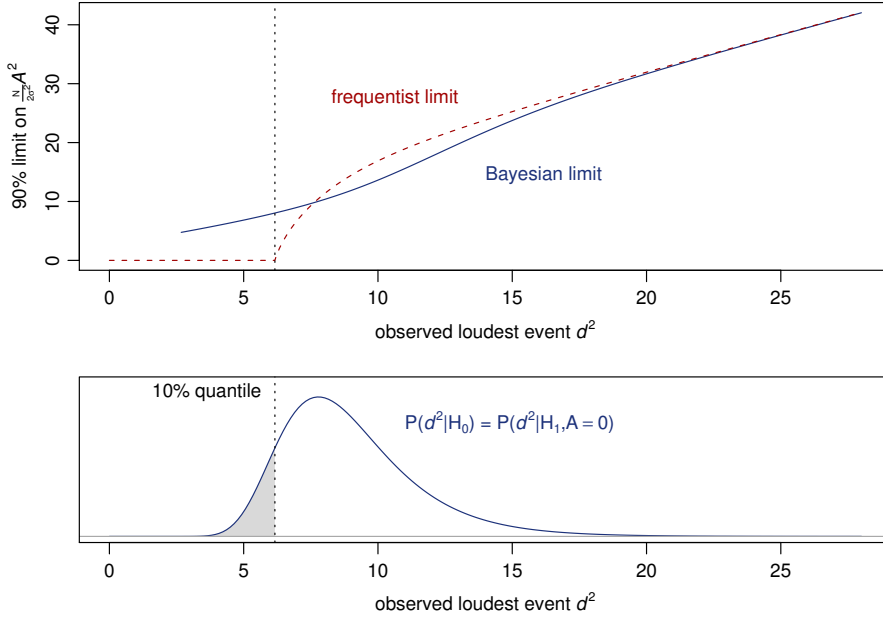 90% limit on N/2σ² A²
40
30
20
10
0
frequentist limit
Bayesian limit
0 5 10 15 20 25
observed loudest event d²
10% quantile
P(d²|H₀) = P(d²|H₁,A = 0)
0 5 10 15 20 25
observed loudest event d²